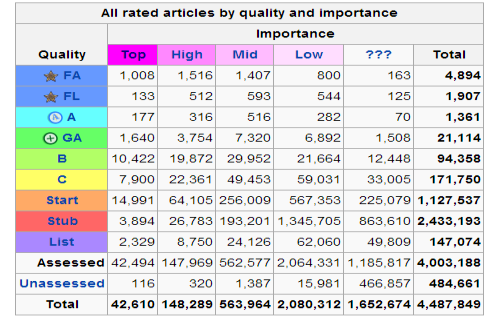 All rated articles by quality and importance
Importance
Quality Top High Mid Low ??? Total
FA 1,008 1,516 1,407 800 163 4,894
FL 133 512 593 544 125 1,907
A 177 316 516 282 70 1,361
GA 1,640 3,754 7,320 6,892 1,508 21,114
B 10,422 19,872 29,952 21,664 12,448 94,358
C 7,900 22,361 49,453 59,031 33,005 171,750
Start 14,991 64,105 256,009 567,353 225,079 1,127,537
Stub 3,894 26,783 193,201 1,345,705 863,610 2,433,193
List 2,329 8,750 24,126 62,060 49,809 147,074
Assessed 42,494 147,969 562,577 2,064,331 1,185,817 4,003,188
Unassessed 116 320 1,387 15,981 466,857 484,661
Total 42,610 148,289 563,964 2,080,312 1,652,674 4,487,849